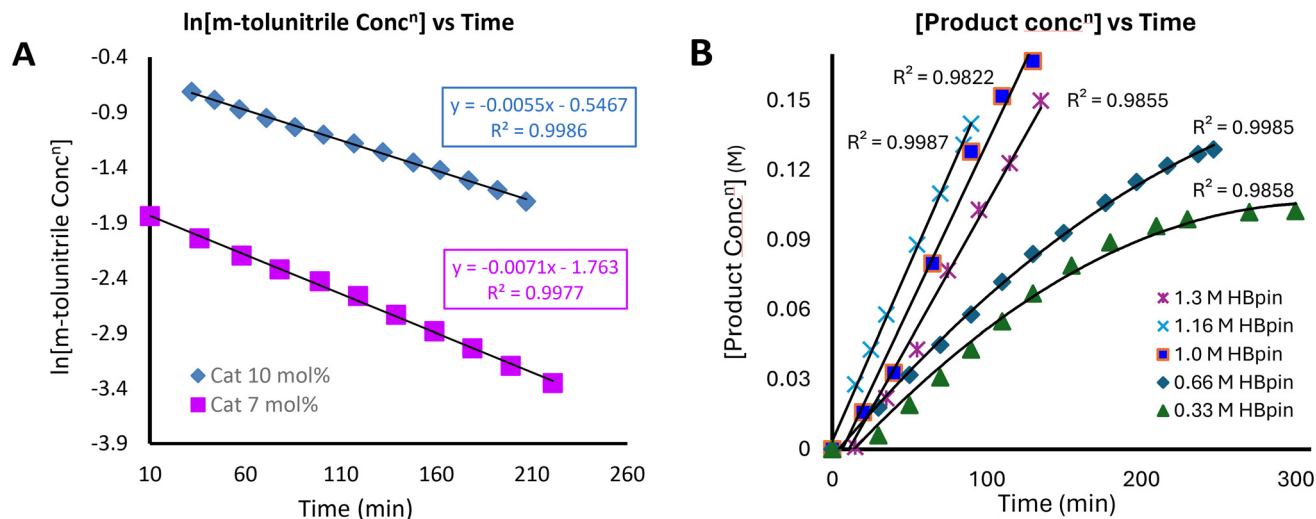 A
ln[m-tolunitrile Concⁿ] vs Time
ln[m-tolunitrile Concⁿ]
-0.4
-0.9
-1.4
-1.9
-2.4
-2.9
-3.4
-3.9
y = -0.0055x - 0.5467
R² = 0.9986
y = -0.0071x - 1.763
R² = 0.9977
Cat 10 mol%
Cat 7 mol%
10
60
110
160
210
260
Time (min)
B
[Product concⁿ] vs Time
[Product Concⁿ] (M)
0.15
0.12
0.09
0.06
0.03
0
R² = 0.9822
R² = 0.9855
R² = 0.9987
R² = 0.9985
R² = 0.9858
1.3 M HBpin
1.16 M HBpin
1.0 M HBpin
0.66 M HBpin
0.33 M HBpin
0
100
200
300
Time (min)